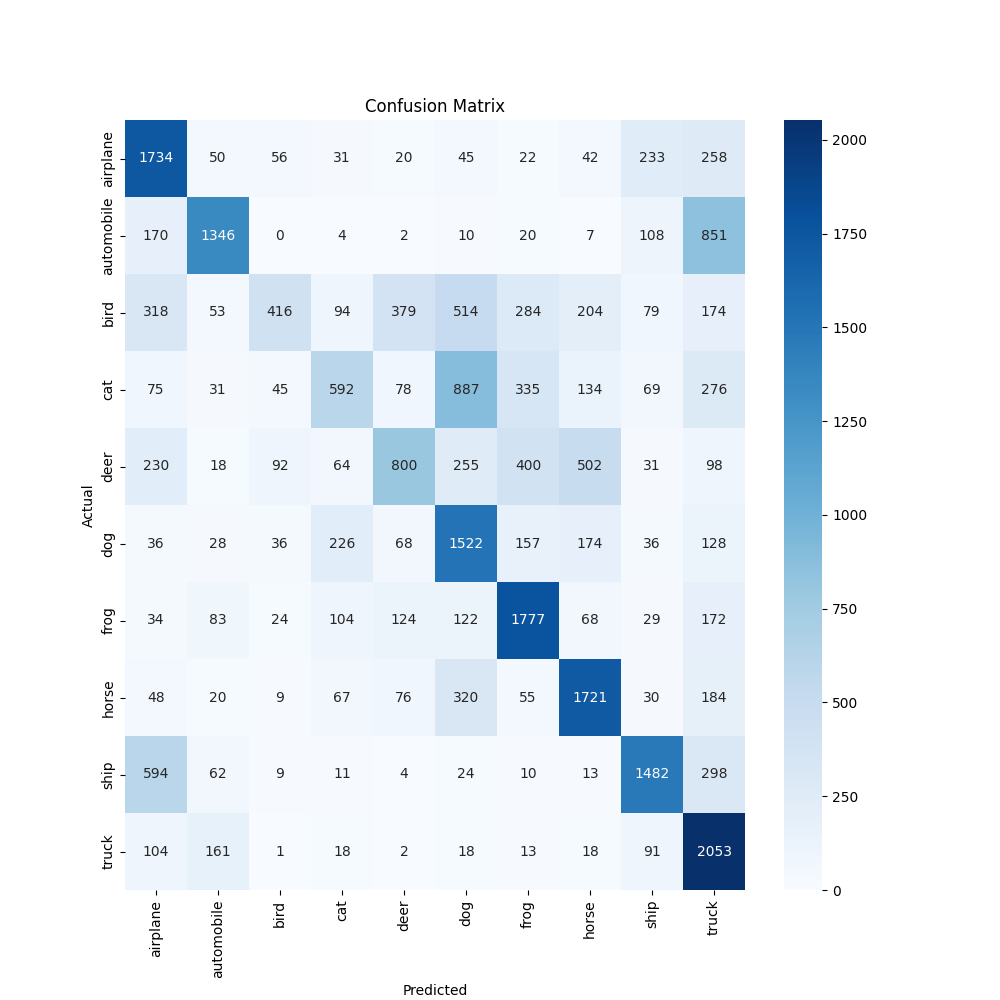 Confusion Matrix
airplane 1734 50 56 31 20 45 22 42 233 258
automobile 170 1346 0 4 2 10 20 7 108 851
bird 318 53 416 94 379 514 284 204 79 174
cat 75 31 45 592 78 887 335 134 69 276
deer 230 18 92 64 800 255 400 502 31 98
dog 36 28 36 226 68 1522 157 174 36 128
frog 34 83 24 104 124 122 1777 68 29 172
horse 48 20 9 67 76 320 55 1721 30 184
ship 594 62 9 11 4 24 10 13 1482 298
truck 104 161 1 18 2 18 13 18 91 2053
Actual
airplane automobile bird cat deer dog frog horse ship truck
Predicted
2000
1750
1500
1250
1000
750
500
250
0